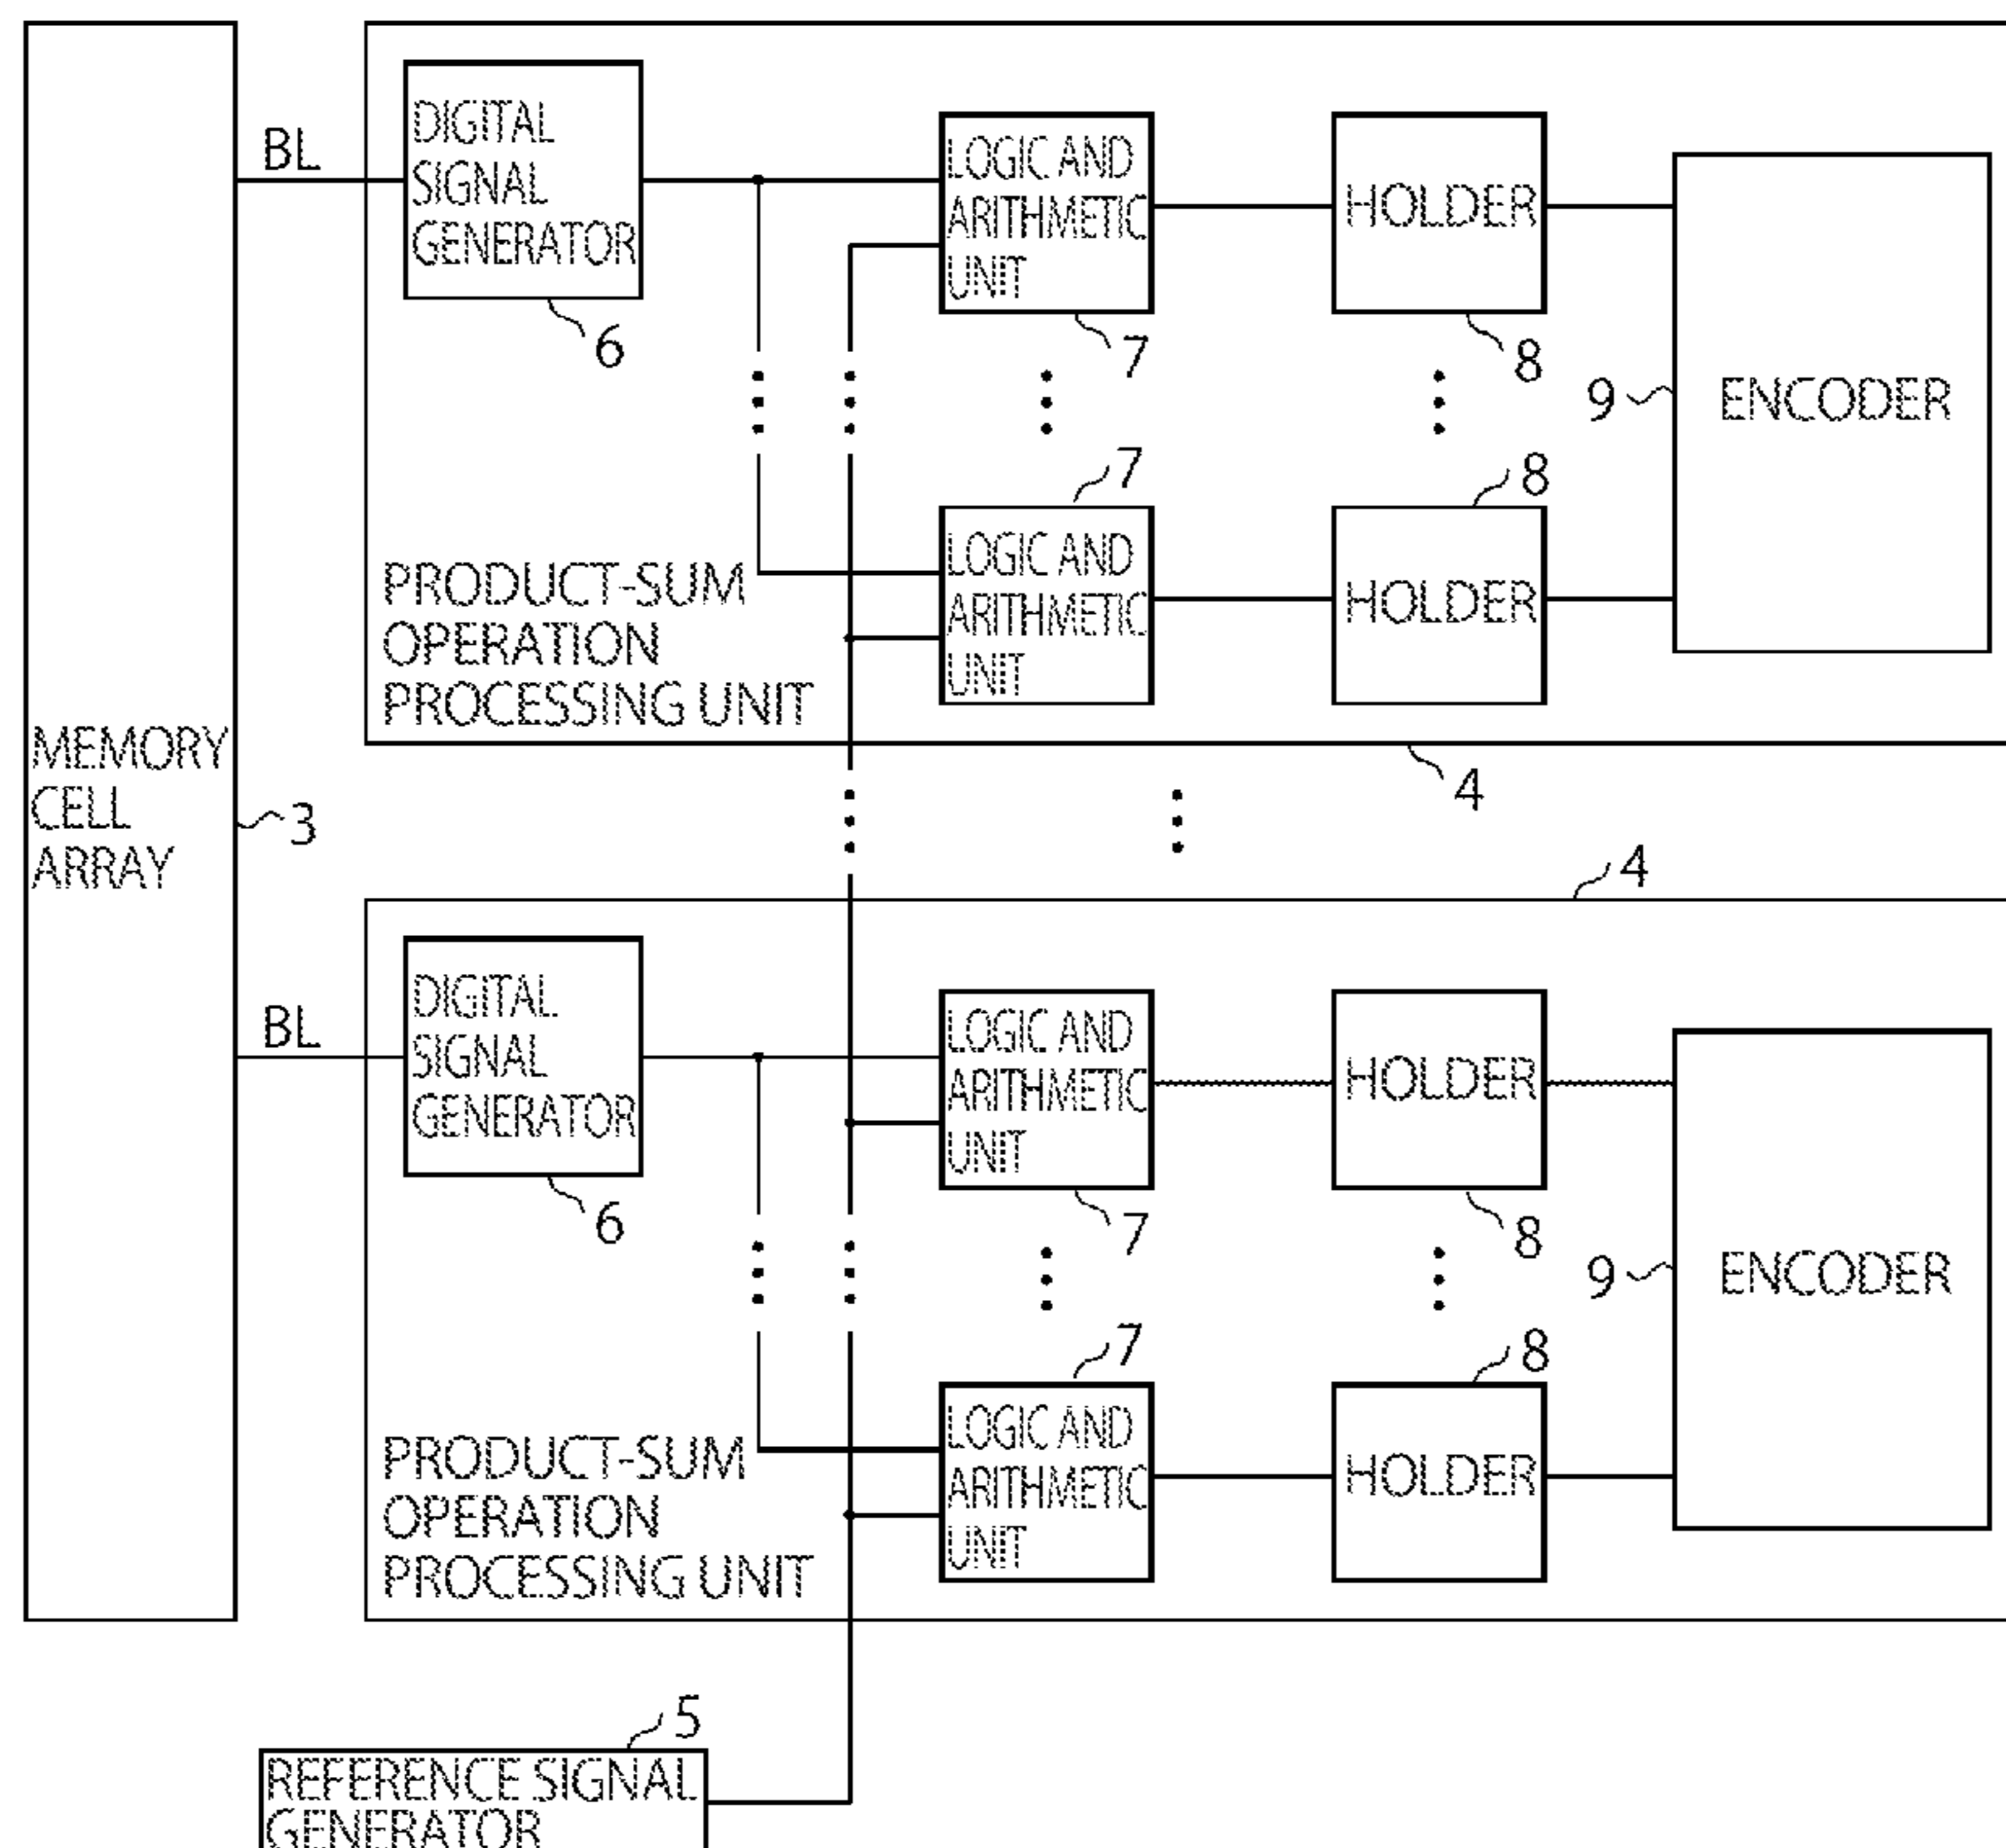 BL
DIGITAL
SIGNAL
GENERATOR
6
LOGIC AND
ARITHMETIC
UNIT
7
HOLDER
8
9
ENCODER
7
LOGIC AND
ARITHMETIC
UNIT
8
HOLDER
PRODUCT-SUM
OPERATION
PROCESSING UNIT
4
MEMORY
CELL
ARRAY
3
4
BL
DIGITAL
SIGNAL
GENERATOR
6
LOGIC AND
ARITHMETIC
UNIT
7
HOLDER
8
9
ENCODER
7
LOGIC AND
ARITHMETIC
UNIT
8
HOLDER
PRODUCT-SUM
OPERATION
PROCESSING UNIT
5
REFERENCE SIGNAL
GENERATOR